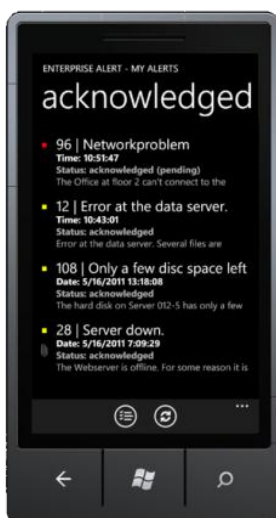 ENTERPRISE ALERT - MY ALERTS
acknowledged
96 | Networkproblem
Time: 10:51:47
Status: acknowledged (pending)
The Office at floor 2 can't connect to the
12 | Error at the data server.
Time: 10:43:01
Status: acknowledged
Error at the data server. Several files are
108 | Only a few disc space left
Date: 5/16/2011 13:18:08
Status: acknowledged
The hard disk on Server 012-5 has only a few
28 | Server down.
Date: 5/16/2011 7:09:29
Status: acknowledged
The Webserver is offline. For some reason it is